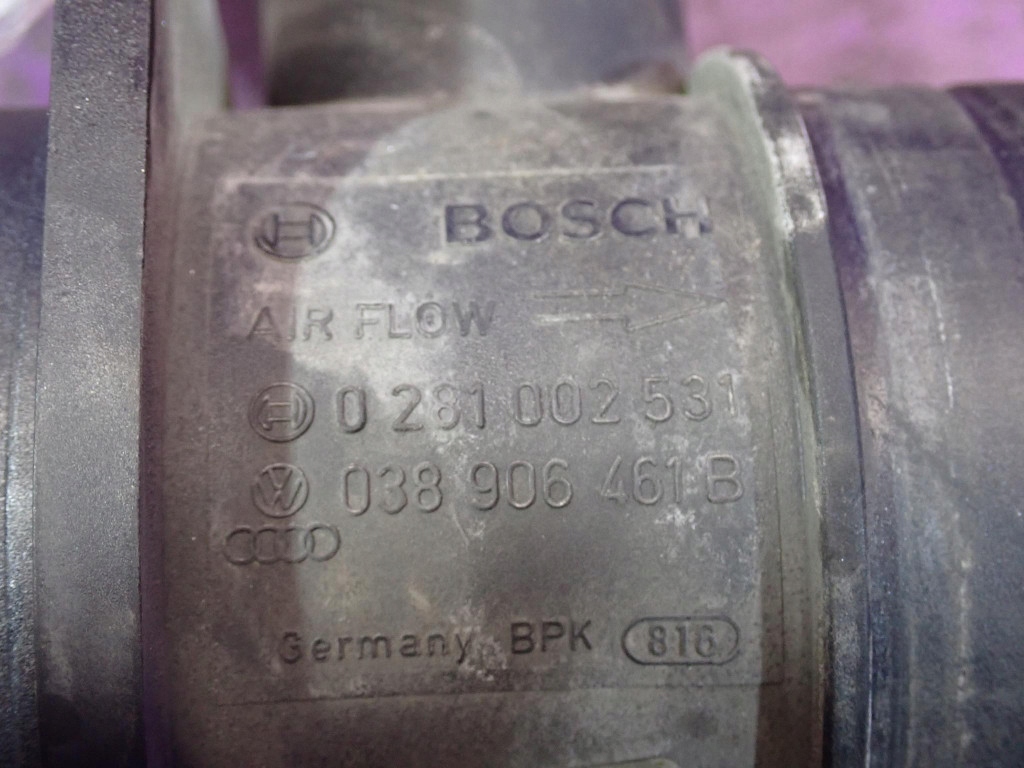 BOSCH
AIR FLOW
0 281 002 531
038 906 461 B
Germany BPK 816